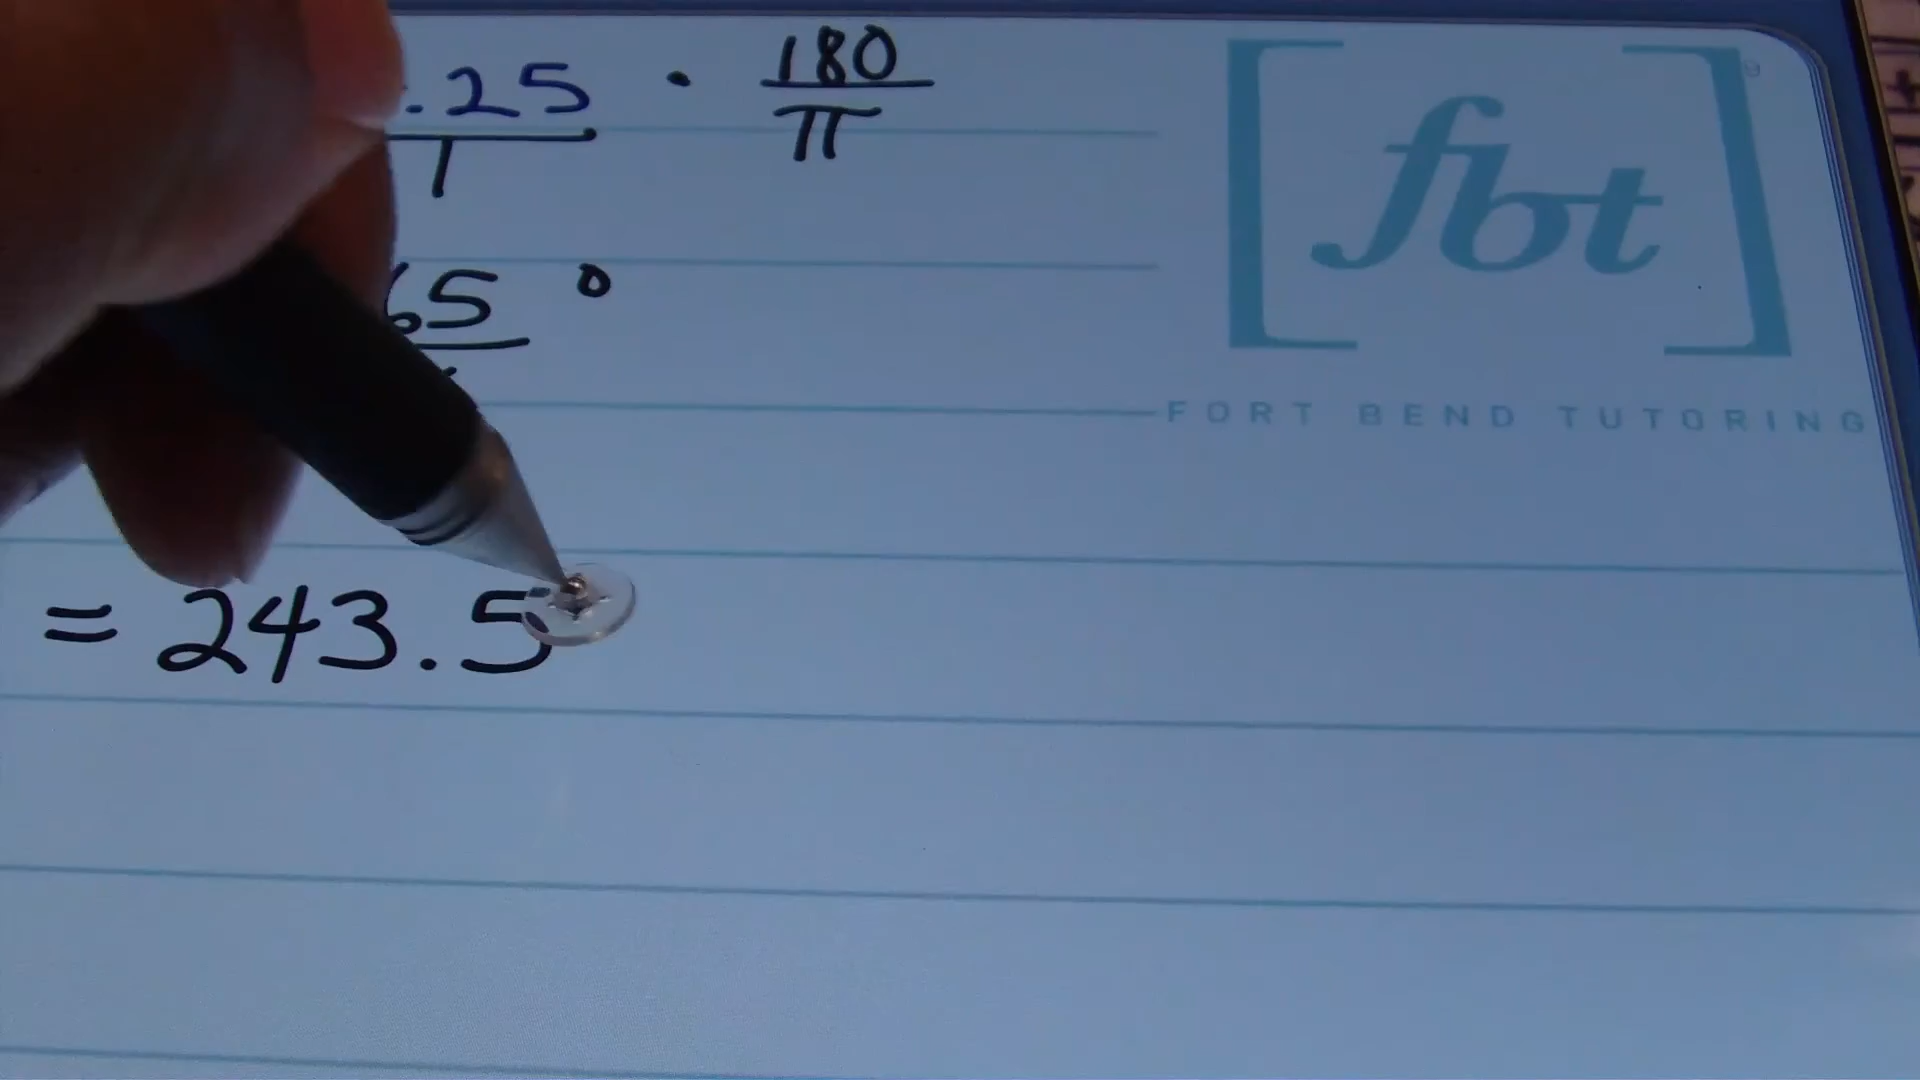 .25 · 180
1 π
65 °
= 243.5
fbt
FORT BEND TUTORING